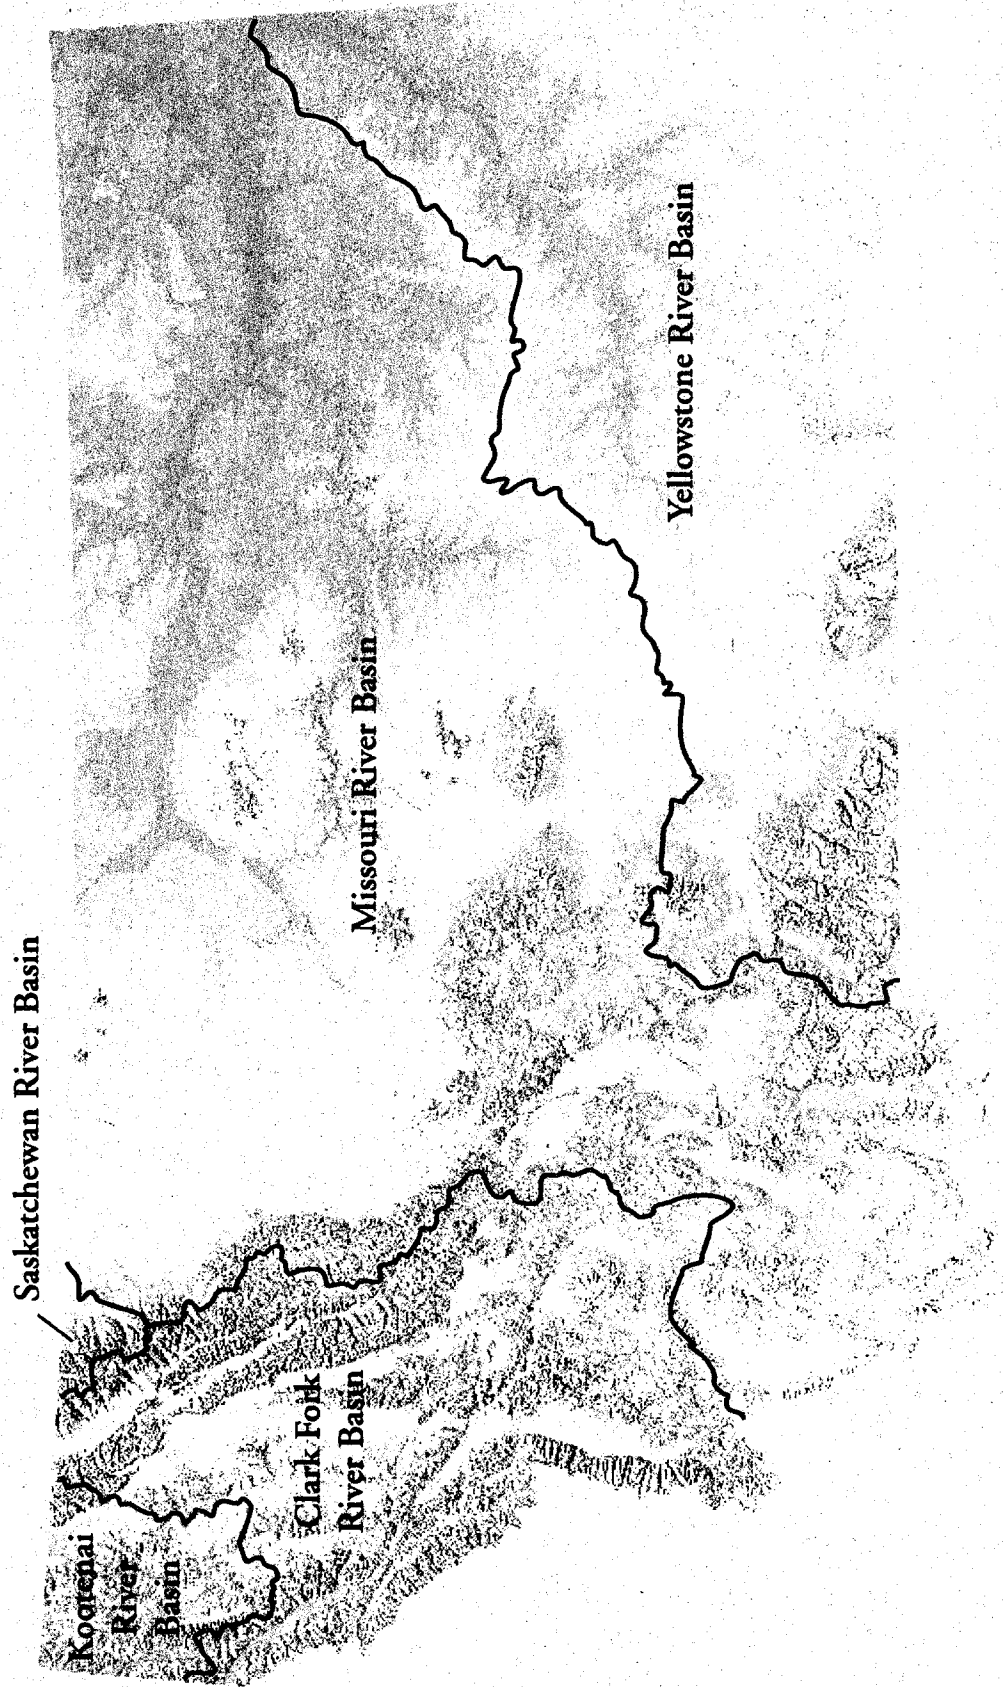 Saskatchewan River Basin
Kootenai
River
Basin
Clark Fork
River Basin
Missouri River Basin
Yellowstone River Basin